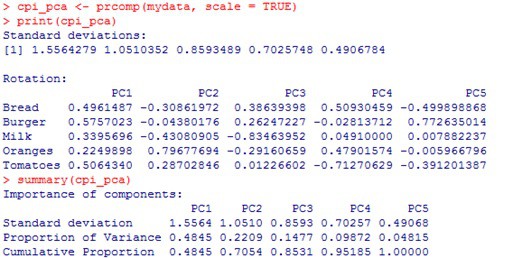 > cpi_pca <- prcomp(mydata, scale = TRUE)
> print(cpi_pca)
Standard deviations:
[1] 1.5564279 1.0510352 0.8593489 0.7025748 0.4906784

Rotation:
               PC1         PC2         PC3         PC4          PC5
Bread    0.4961487 -0.30861972  0.38639398  0.50930459 -0.499898868
Burger   0.5757023 -0.04380176  0.26247227 -0.02813712  0.772635014
Milk     0.3395696 -0.43080905 -0.83463952  0.04910000  0.007882237
Oranges  0.2249898  0.79677694 -0.29160659  0.47901574 -0.005966796
Tomatoes 0.5064340  0.28702846  0.01226602 -0.71270629 -0.391201387
> summary(cpi_pca)
Importance of components:
                          PC1    PC2    PC3     PC4     PC5
Standard deviation     1.5564 1.0510 0.8593 0.70257 0.49068
Proportion of Variance 0.4845 0.2209 0.1477 0.09872 0.04815
Cumulative Proportion  0.4845 0.7054 0.8531 0.95185 1.00000